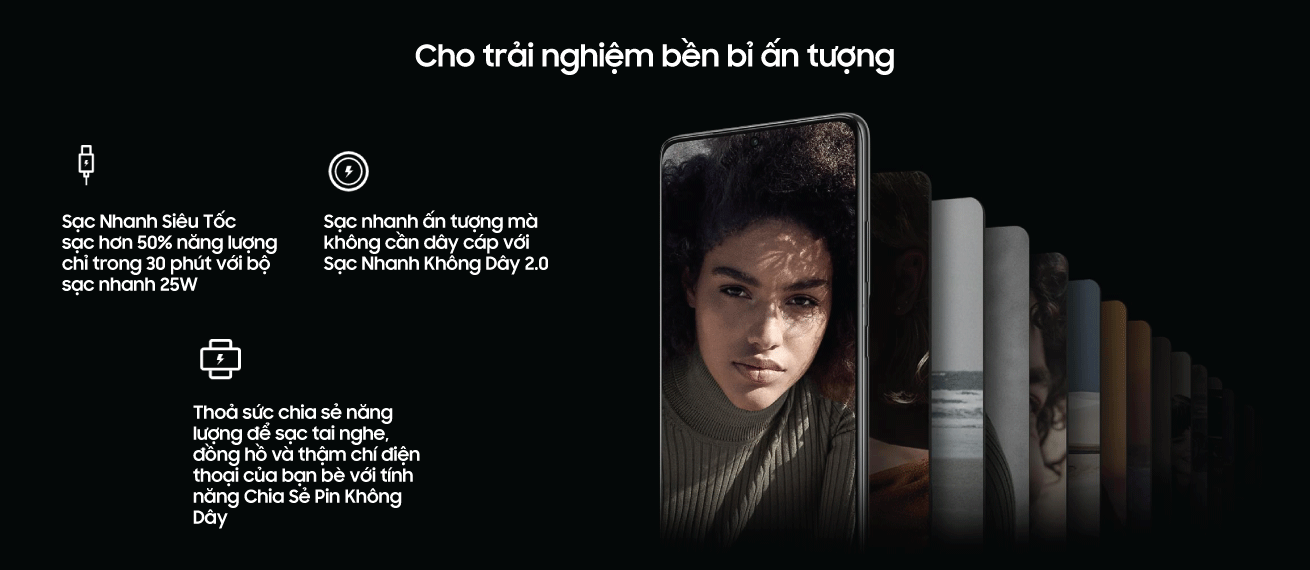 Cho trải nghiệm bền bỉ ấn tượng
Sạc Nhanh Siêu Tốc
sạc hơn 50% năng lượng
chỉ trong 30 phút với bộ
sạc nhanh 25W
Sạc nhanh ấn tượng mà
không cần dây cáp với
Sạc Nhanh Không Dây 2.0
Thoả sức chia sẻ năng
lượng để sạc tai nghe,
đồng hồ và thậm chí điện
thoại của bạn bè với tính
năng Chia Sẻ Pin Không
Dây